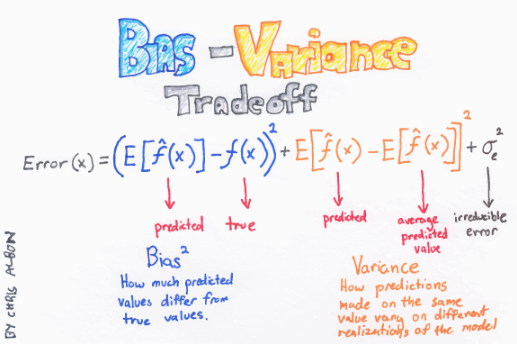 Bias - Variance
Tradeoff
Error(x) = (E[f̂(x)] - f(x))² + E[f̂(x) - E[f̂(x)]]² + σₑ²
predicted true predicted average predicted value irreducible error
Bias²
How much predicted
values differ from
true values.
Variance
How predictions
made on the same
value vary on different
realizations of the model
BY CHRIS ALBON